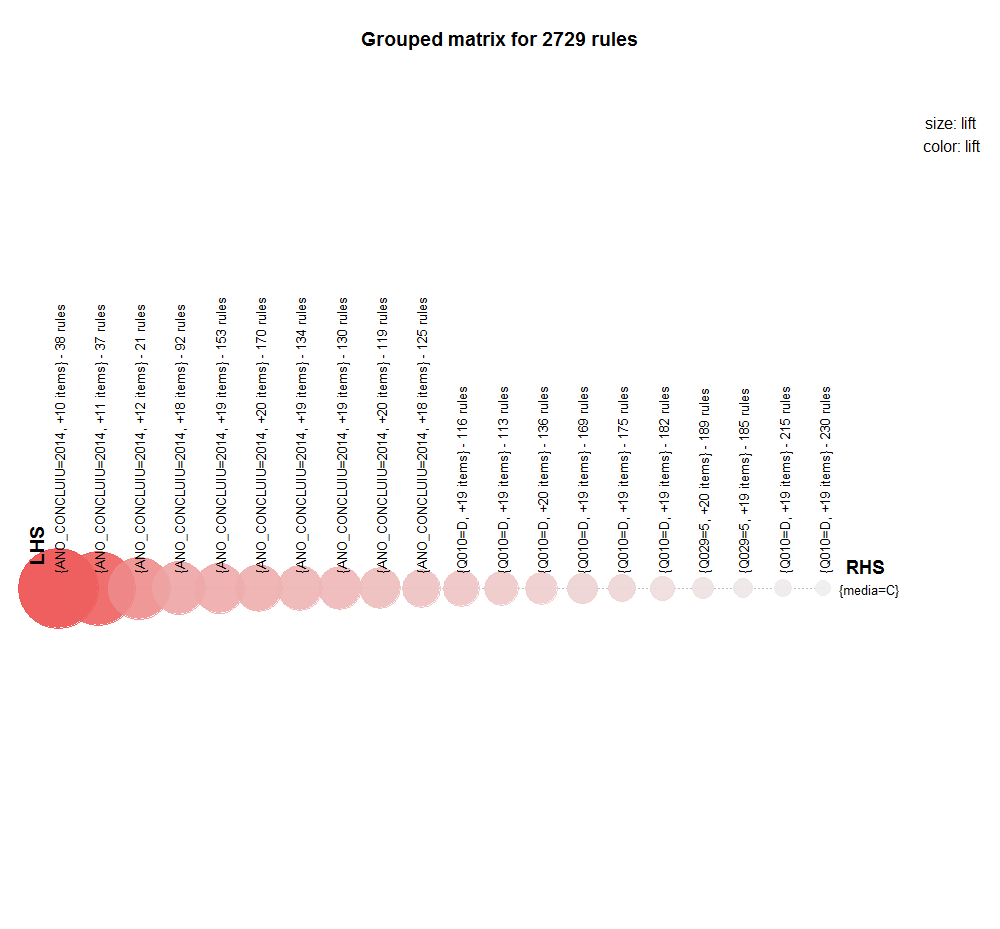 Grouped matrix for 2729 rules
size: lift
color: lift
{ANO_CONCLUIU=2014, +10 items} - 38 rules
{ANO_CONCLUIU=2014, +11 items} - 37 rules
{ANO_CONCLUIU=2014, +12 items} - 21 rules
{ANO_CONCLUIU=2014, +18 items} - 92 rules
{ANO_CONCLUIU=2014, +19 items} - 153 rules
{ANO_CONCLUIU=2014, +20 items} - 170 rules
{ANO_CONCLUIU=2014, +19 items} - 134 rules
{ANO_CONCLUIU=2014, +19 items} - 130 rules
{ANO_CONCLUIU=2014, +20 items} - 119 rules
{ANO_CONCLUIU=2014, +18 items} - 125 rules
{Q010=D, +19 items} - 116 rules
{Q010=D, +19 items} - 113 rules
{Q010=D, +20 items} - 136 rules
{Q010=D, +19 items} - 169 rules
{Q010=D, +19 items} - 175 rules
{Q010=D, +19 items} - 182 rules
{Q029=5, +20 items} - 189 rules
{Q029=5, +19 items} - 185 rules
{Q010=D, +19 items} - 215 rules
{Q010=D, +19 items} - 230 rules
LHS
RHS
{media=C}